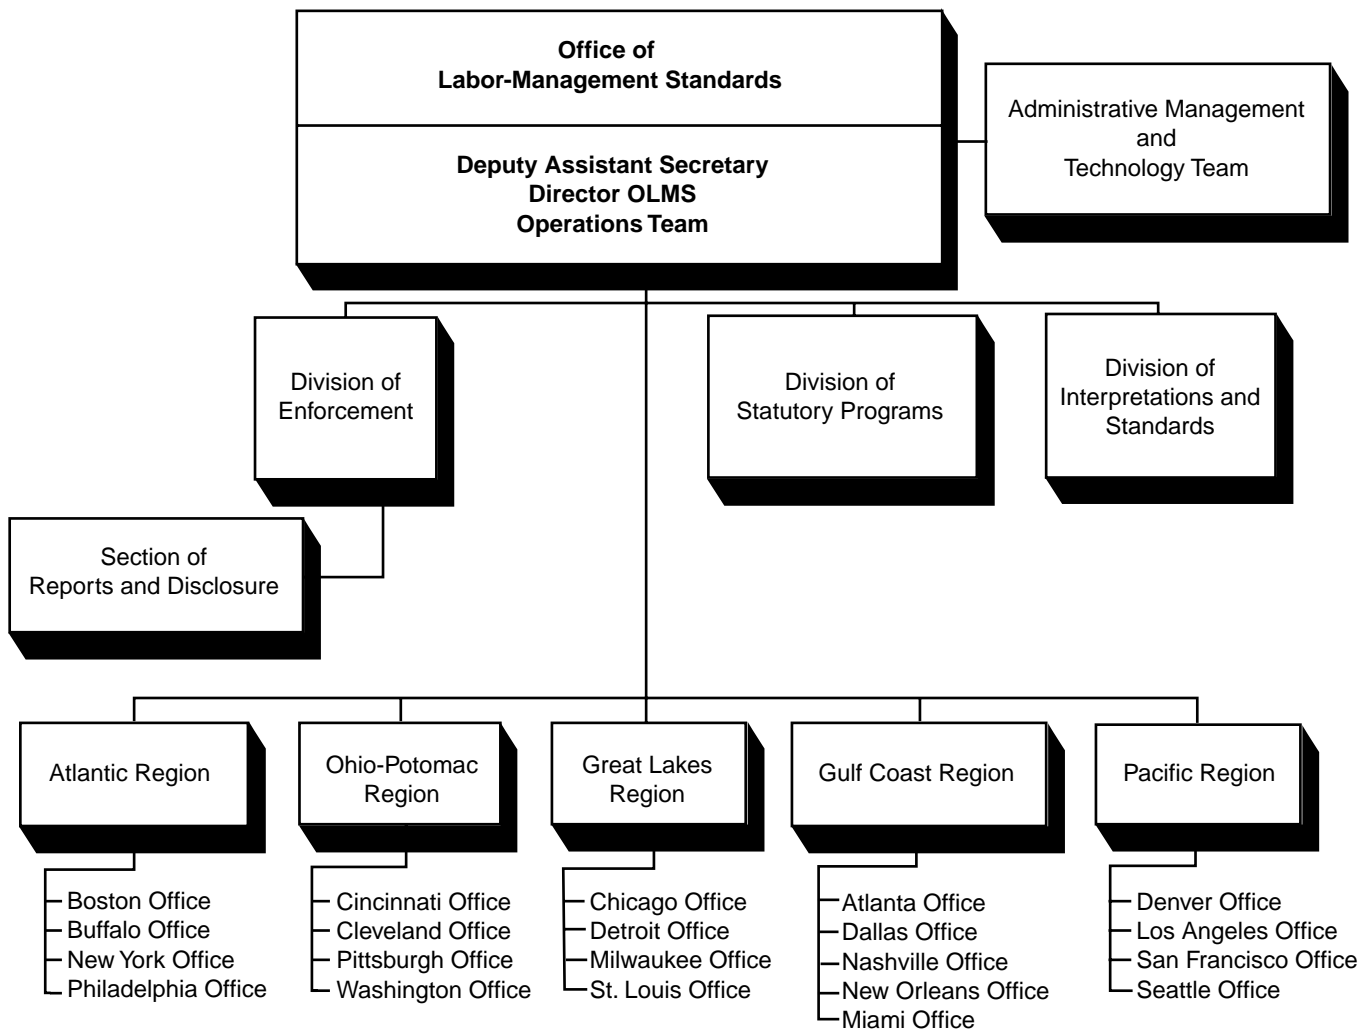 Office of
Labor-Management Standards
Deputy Assistant Secretary
Director OLMS
Operations Team
Administrative Management
and
Technology Team
Division of
Enforcement
Division of
Statutory Programs
Division of
Interpretations and
Standards
Section of
Reports and Disclosure
Atlantic Region
Ohio-Potomac
Region
Great Lakes
Region
Gulf Coast Region
Pacific Region
Boston Office
Buffalo Office
New York Office
Philadelphia Office
Cincinnati Office
Cleveland Office
Pittsburgh Office
Washington Office
Chicago Office
Detroit Office
Milwaukee Office
St. Louis Office
Atlanta Office
Dallas Office
Nashville Office
New Orleans Office
Miami Office
Denver Office
Los Angeles Office
San Francisco Office
Seattle Office